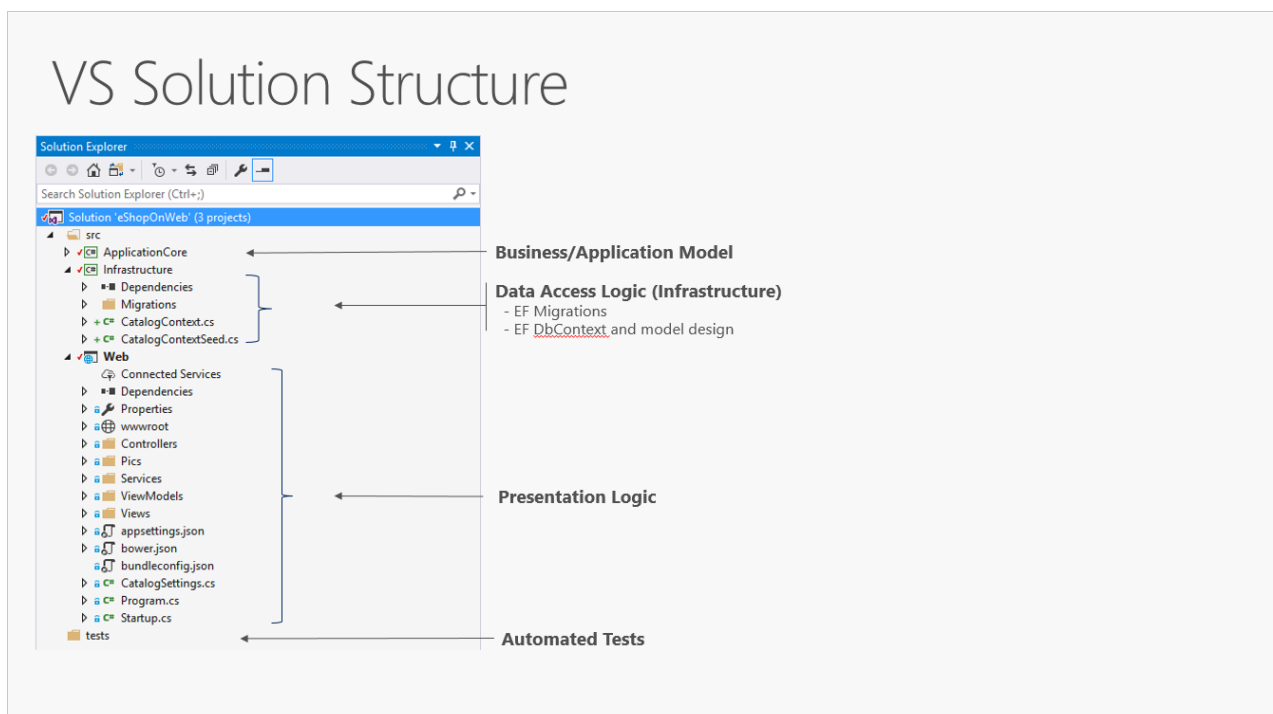 VS Solution Structure
Solution Explorer
Search Solution Explorer (Ctrl+;)
Solution 'eShopOnWeb' (3 projects)
src
ApplicationCore
Business/Application Model
Infrastructure
Dependencies
Data Access Logic (Infrastructure)
Migrations
- EF Migrations
CatalogContext.cs
- EF DbContext and model design
CatalogContextSeed.cs
Web
Connected Services
Dependencies
Properties
wwwroot
Controllers
Pics
Services
ViewModels
Presentation Logic
Views
appsettings.json
bower.json
bundleconfig.json
CatalogSettings.cs
Program.cs
Startup.cs
tests
Automated Tests